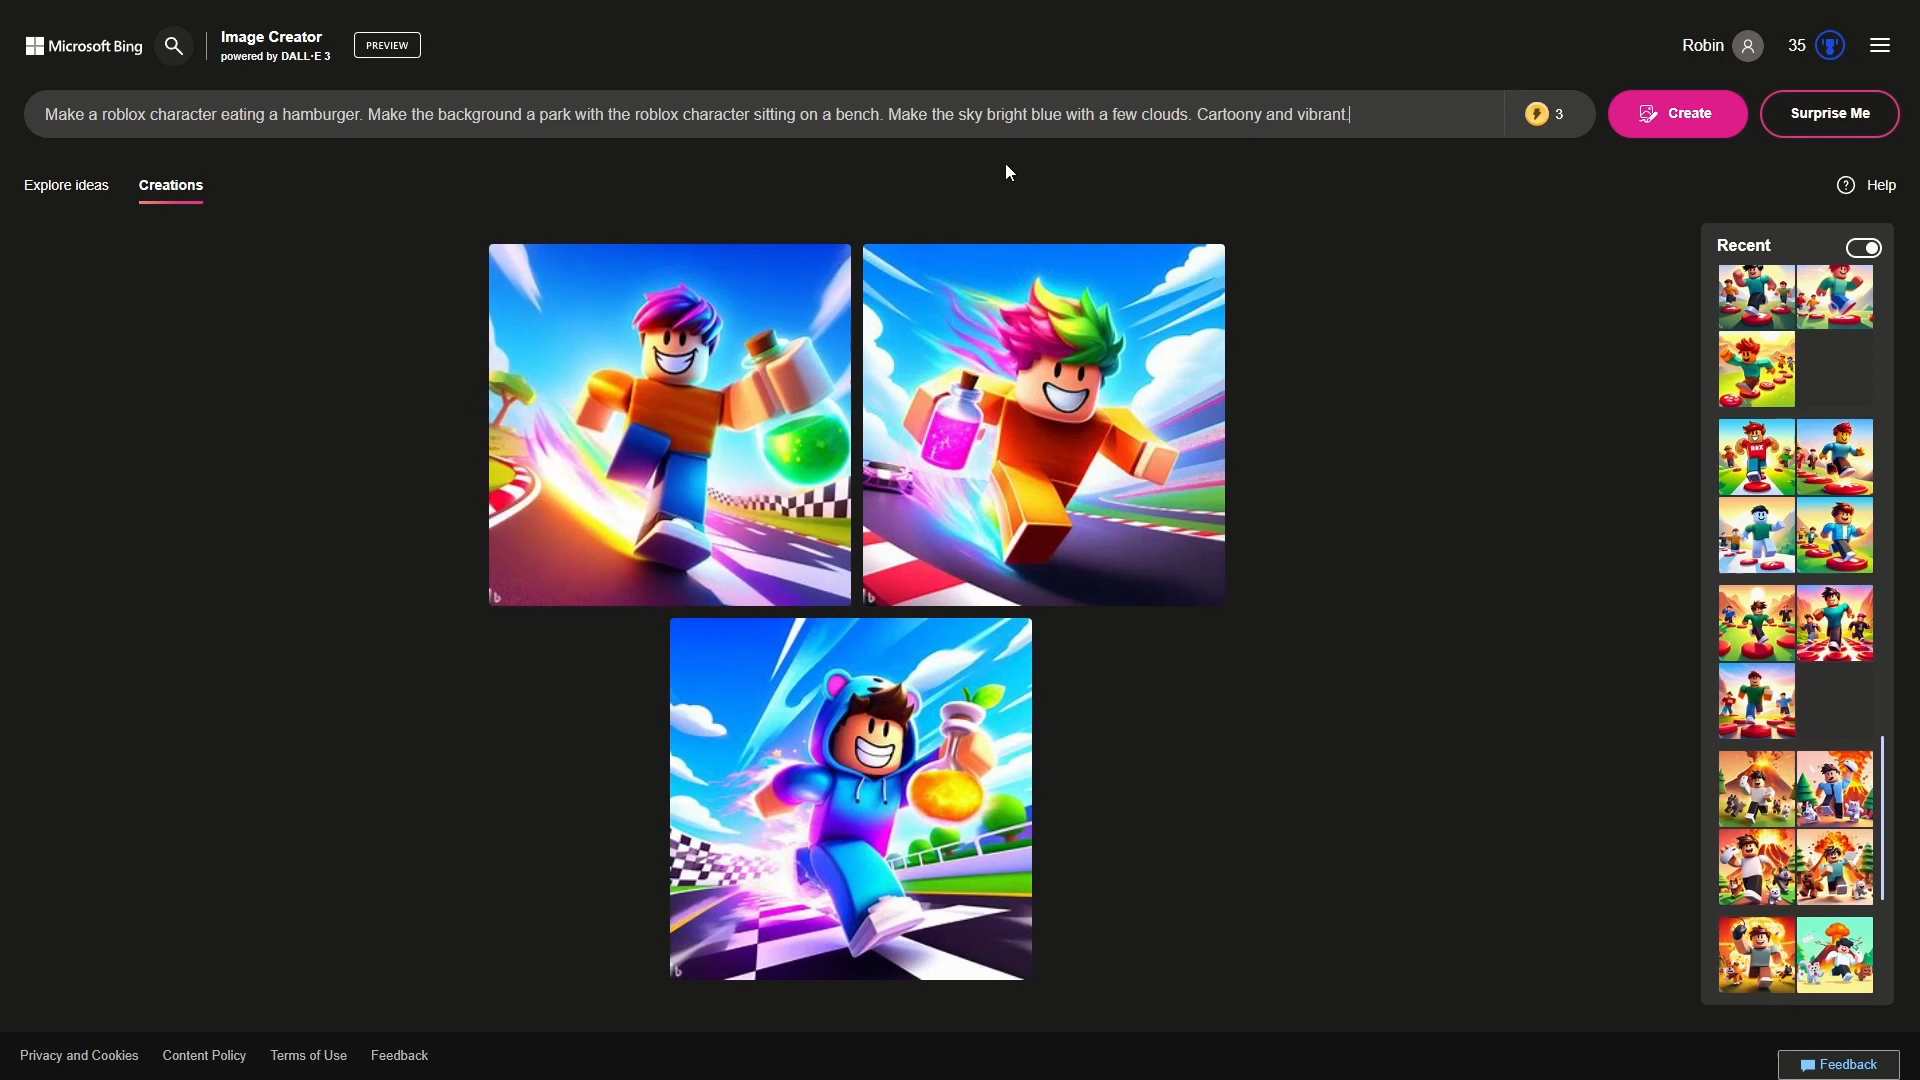 Microsoft Bing
Image Creator
powered by DALL·E 3
PREVIEW
Robin
35
Make a roblox character eating a hamburger. Make the background a park with the roblox character sitting on a bench. Make the sky bright blue with a few clouds. Cartoony and vibrant.
3
Create
Surprise Me
Explore ideas
Creations
Help
Recent
Privacy and Cookies
Content Policy
Terms of Use
Feedback
Feedback